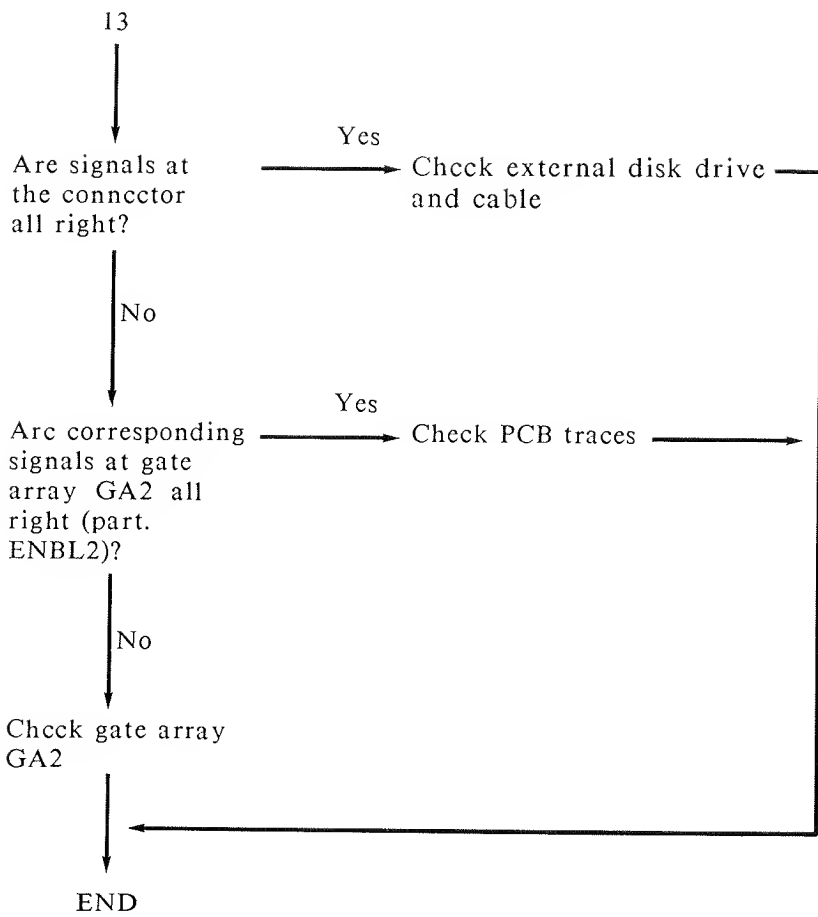 13
Are signals at
the connector
all right?
Yes
Check external disk drive
and cable
No
Are corresponding
signals at gate
array GA2 all
right (part.
ENBL2)?
Yes
Check PCB traces
No
Check gate array
GA2
END